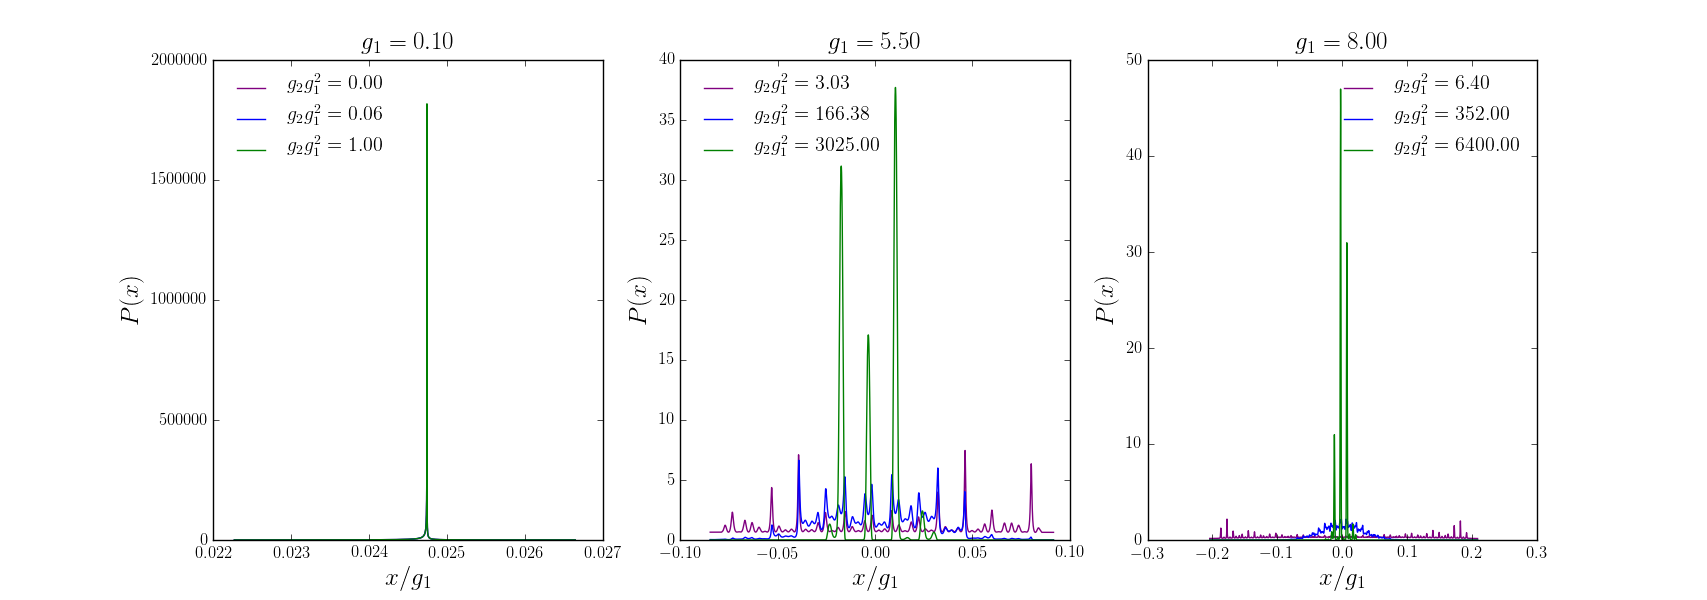 g₁ = 0.10
2000000
1500000
1000000
500000
0
P(x)
g₂g₁² = 0.00
g₂g₁² = 0.06
g₂g₁² = 1.00
0.022 0.023 0.024 0.025 0.026 0.027
x/g₁
g₁ = 5.50
40
35
30
25
20
15
10
5
0
P(x)
g₂g₁² = 3.03
g₂g₁² = 166.38
g₂g₁² = 3025.00
−0.10 −0.05 0.00 0.05 0.10
x/g₁
g₁ = 8.00
50
40
30
20
10
0
P(x)
g₂g₁² = 6.40
g₂g₁² = 352.00
g₂g₁² = 6400.00
−0.3 −0.2 −0.1 0.0 0.1 0.2 0.3
x/g₁